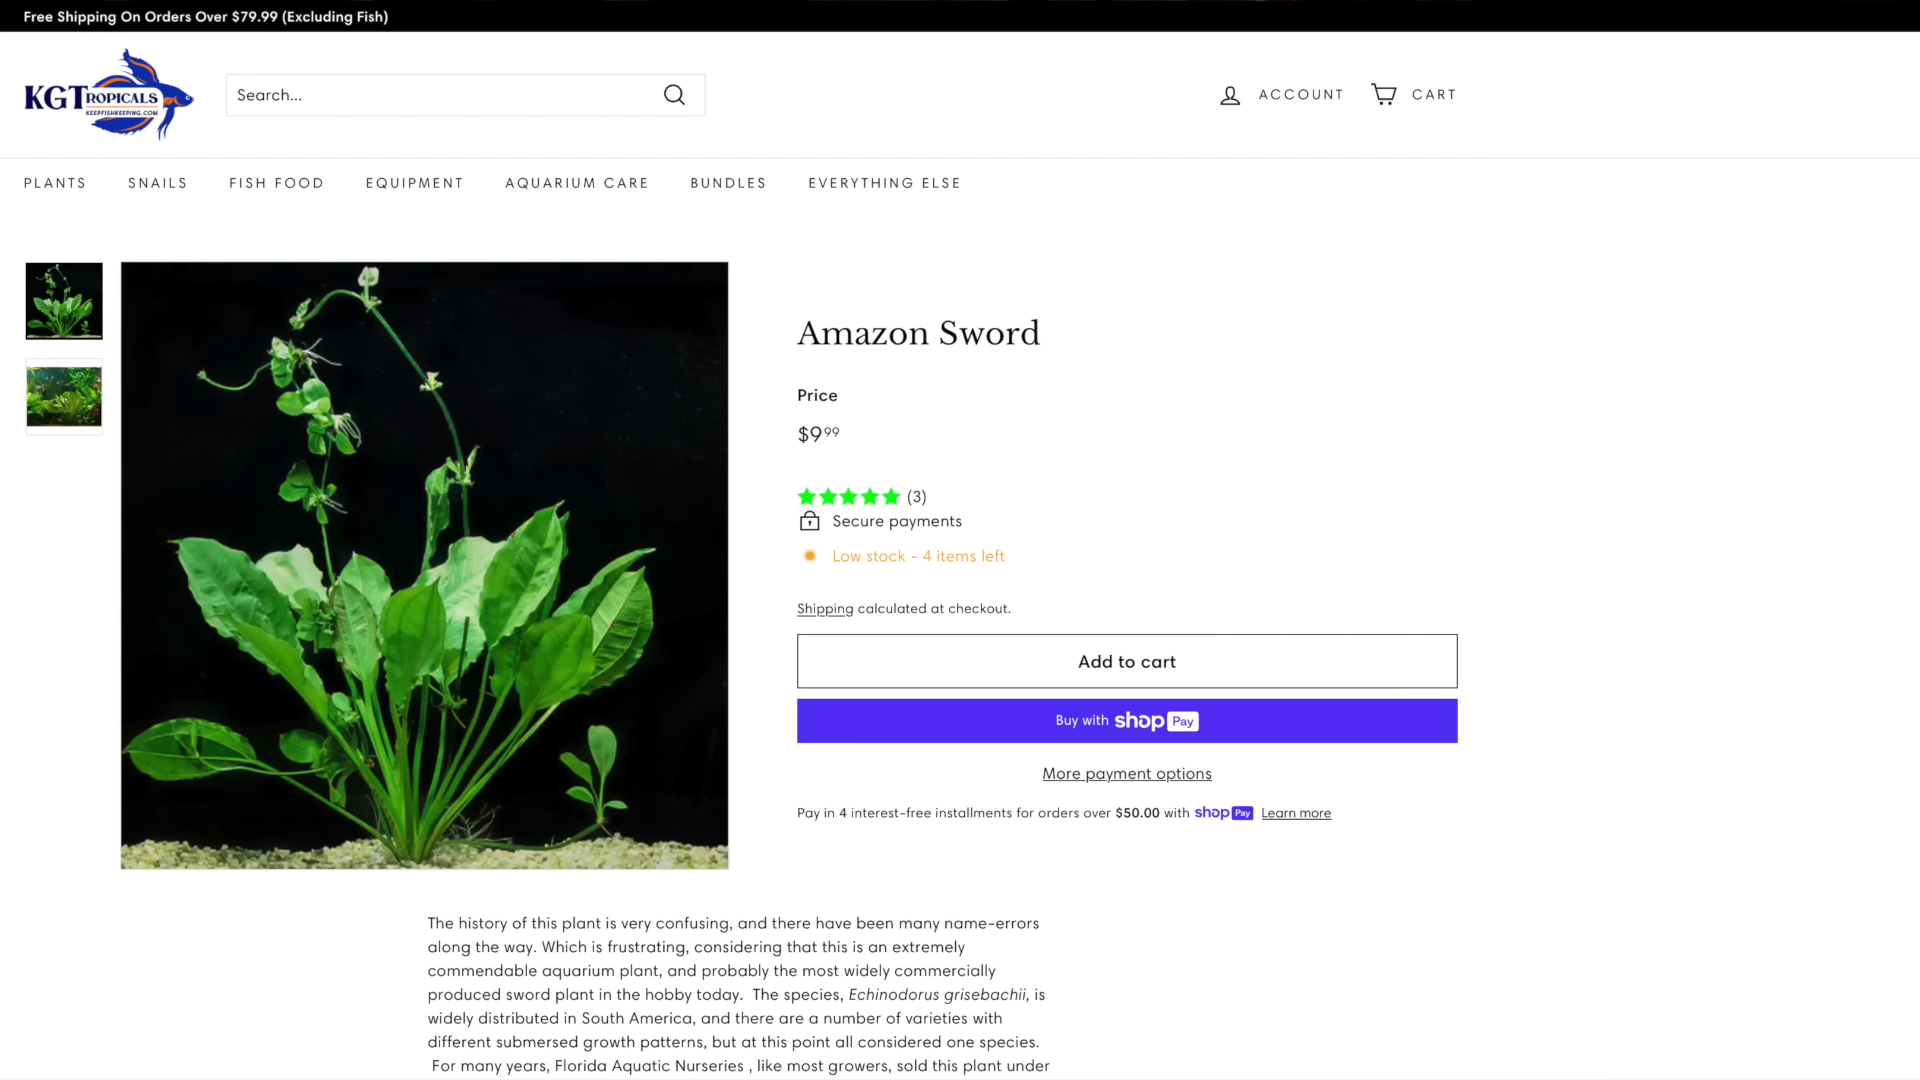 Free Shipping On Orders Over $79.99 (Excluding Fish)
KGTROPICALS
KEEPFISHKEEPING.COM
Search...
ACCOUNT
CART
PLANTS
SNAILS
FISH FOOD
EQUIPMENT
AQUARIUM CARE
BUNDLES
EVERYTHING ELSE
Amazon Sword
Price
$9.99
(3)
Secure payments
Low stock - 4 items left
Shipping calculated at checkout.
Add to cart
Buy with shop Pay
More payment options
Pay in 4 interest-free installments for orders over $50.00 with shop Pay Learn more
The history of this plant is very confusing, and there have been many name-errors
along the way. Which is frustrating, considering that this is an extremely
commendable aquarium plant, and probably the most widely commercially
produced sword plant in the hobby today. The species, Echinodorus grisebachii, is
widely distributed in South America, and there are a number of varieties with
different submersed growth patterns, but at this point all considered one species.
For many years, Florida Aquatic Nurseries , like most growers, sold this plant under